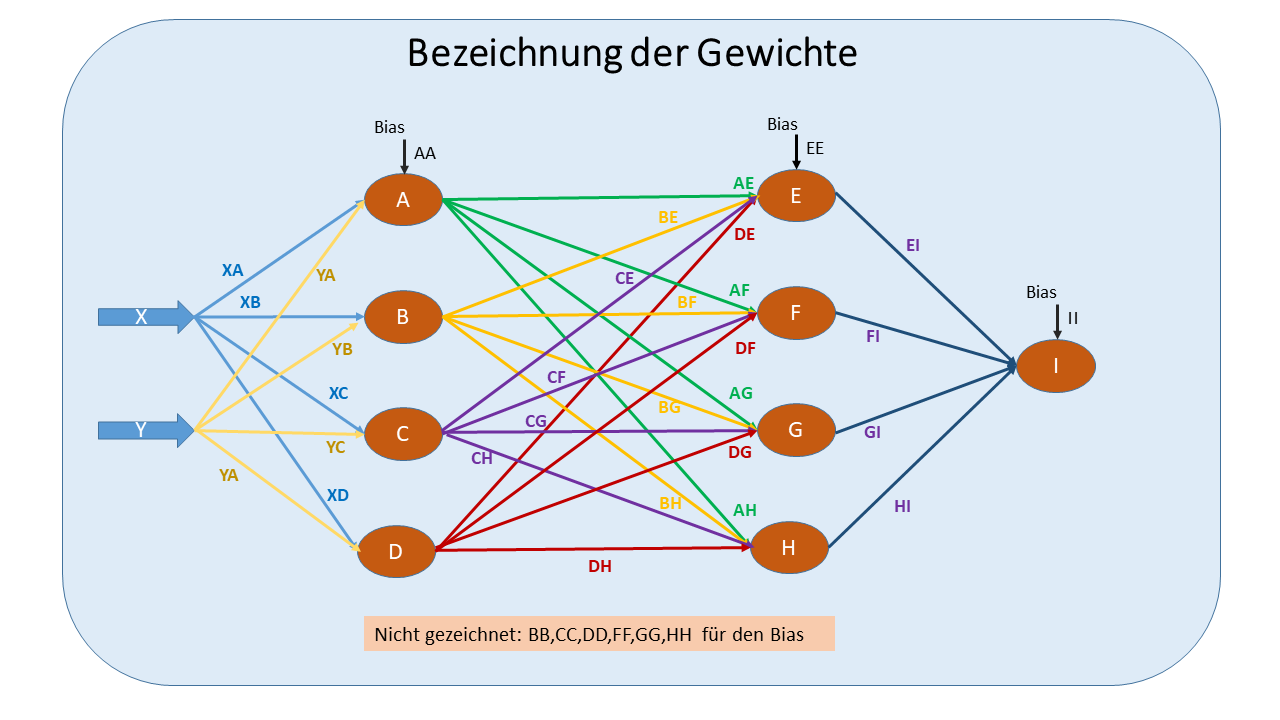 Bezeichnung der Gewichte
Bias
AA
Bias
EE
A
E
AE
BE
DE
EI
XA
YA
CE
XB
AF
BF
Bias
II
X
B
F
FI
YB
DF
I
CF
XC
AG
BG
CG
Y
C
G
GI
YC
CH
DG
YA
XD
BH
AH
HI
D
H
DH
Nicht gezeichnet: BB,CC,DD,FF,GG,HH für den Bias